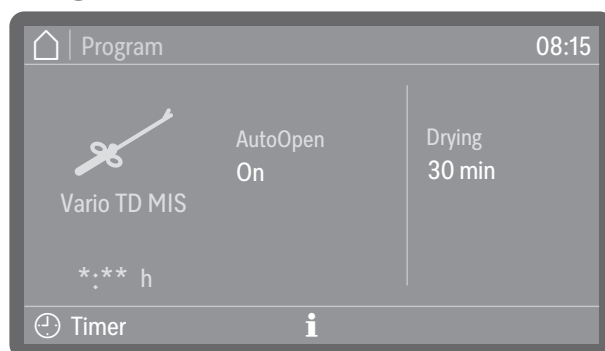 Program
08:15
AutoOpen
On
Drying
30 min
Vario TD MIS
*:** h
Timer
i